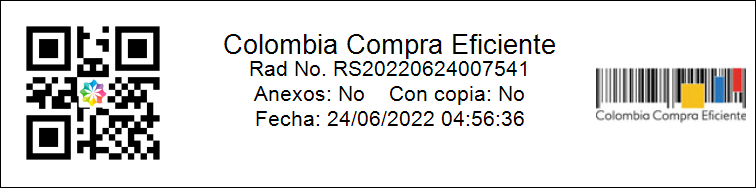 Colombia Compra Eficiente
Rad No. RS20220624007541
Anexos: No Con copia: No
Fecha: 24/06/2022 04:56:36
Colombia Compra Eficiente